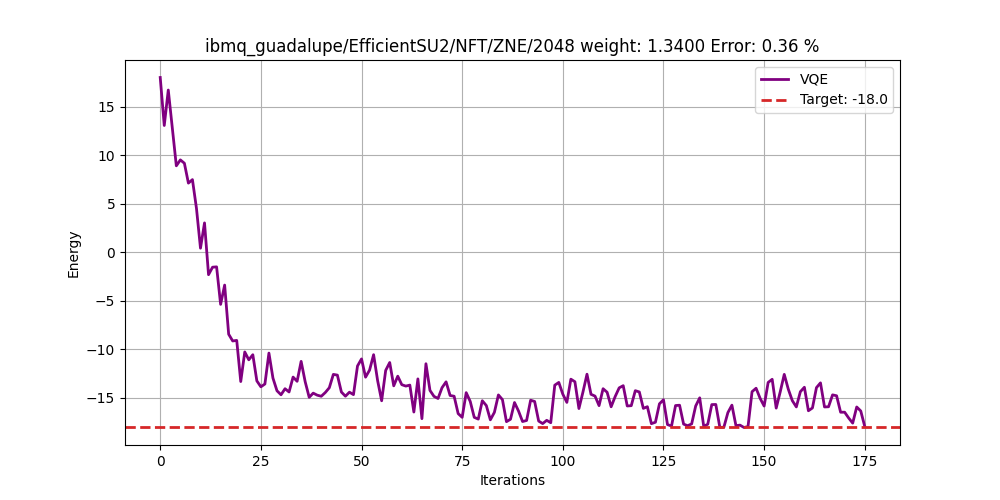 ibmq_guadalupe/EfficientSU2/NFT/ZNE/2048 weight: 1.3400 Error: 0.36 %
VQE
Target: -18.0
Energy
15
10
5
0
−5
−10
−15
0 25 50 75 100 125 150 175
Iterations